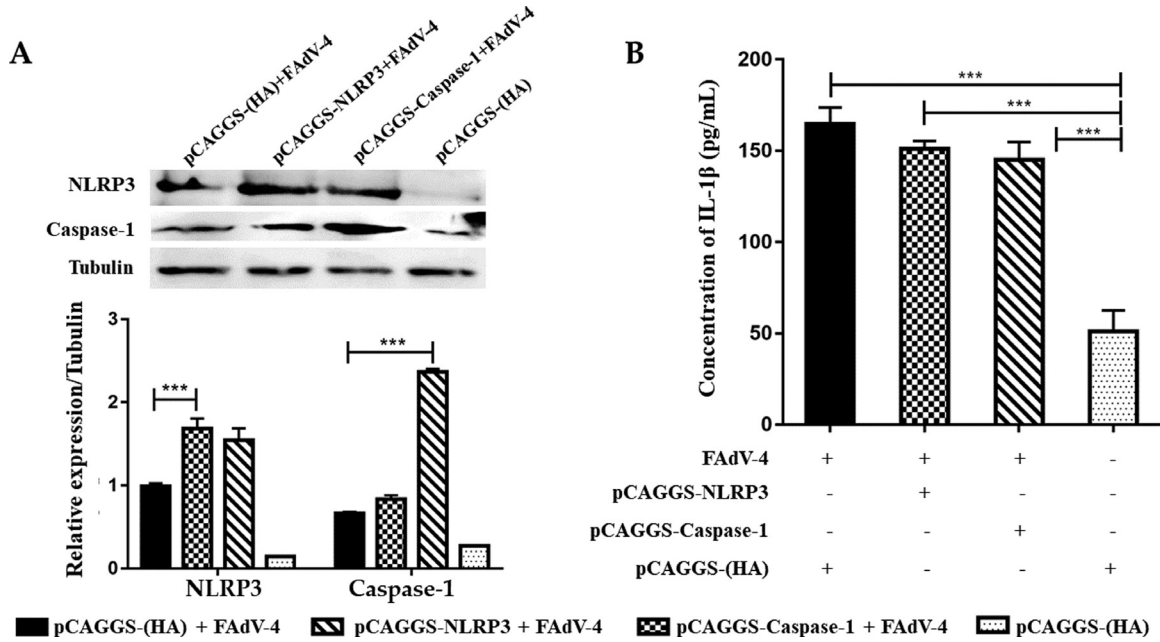 A
pCAGGS-(HA)+FAdV-4
pCAGGS-NLRP3+FAdV-4
pCAGGS-Caspase-1+FAdV-4
pCAGGS-(HA)
NLRP3
Caspase-1
Tubulin
Relative expression/Tubulin
3
2
1
0
***
***
NLRP3
Caspase-1
B
Concentration of IL-1β (pg/mL)
200
150
100
50
0
***
***
***
FAdV-4 + + + -
pCAGGS-NLRP3 - + - -
pCAGGS-Caspase-1 - - + -
pCAGGS-(HA) + - - +
pCAGGS-(HA) + FAdV-4 pCAGGS-NLRP3 + FAdV-4 pCAGGS-Caspase-1 + FAdV-4 pCAGGS-(HA)